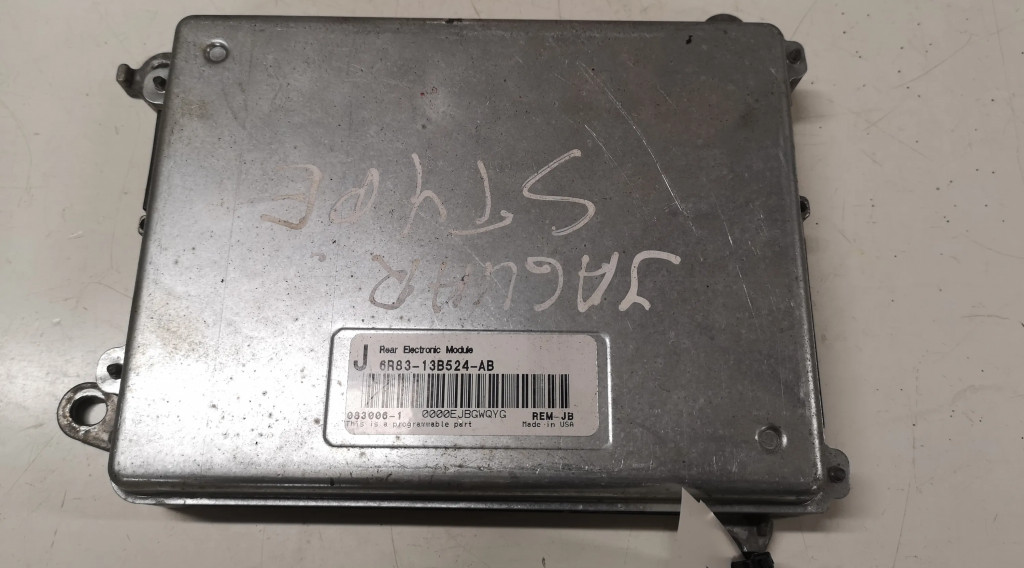 JAGUAR
STYPE
J Rear Electronic Module
6R83-13B524-AB
083006-1 0000EJBGWQYG REM-JB
This is a programmable part Made in USA